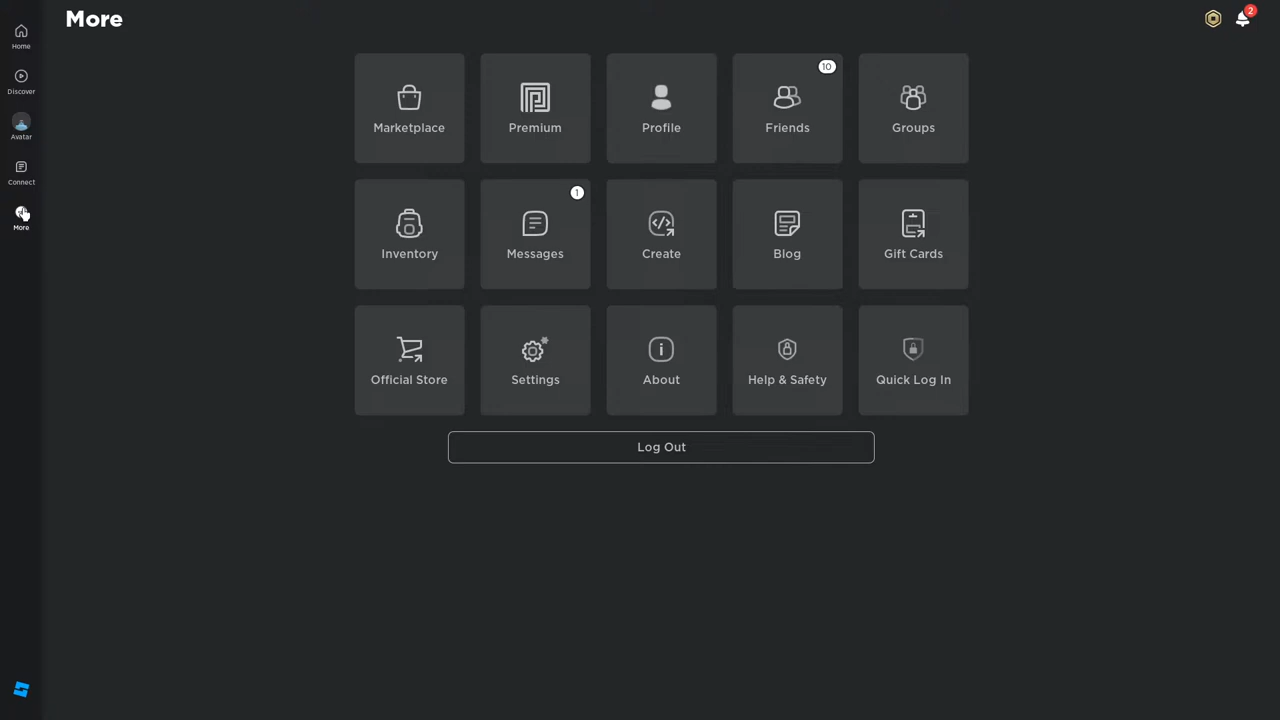 More
2
Home
Discover
Avatar
Connect
More
Marketplace
Premium
Profile
10
Friends
Groups
Inventory
1
Messages
Create
Blog
Gift Cards
Official Store
Settings
About
Help & Safety
Quick Log In
Log Out